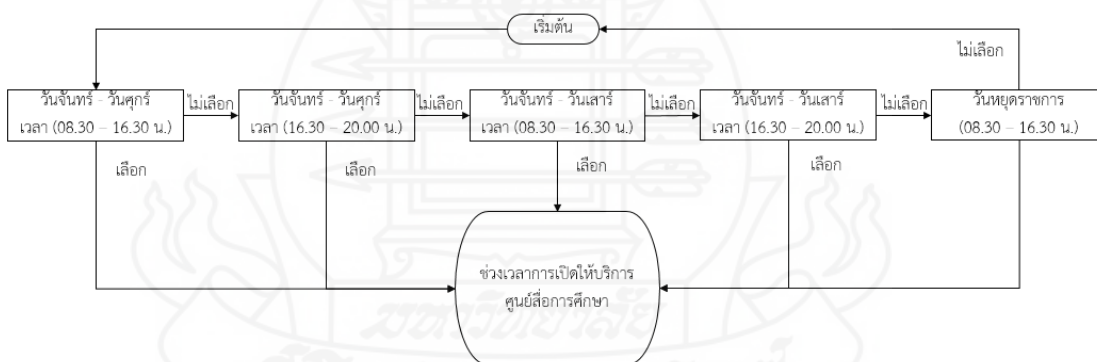 เริ่มต้น
ไม่เลือก
วันจันทร์ - วันศุกร์
เวลา (08.30 – 16.30 น.)
ไม่เลือก
วันจันทร์ - วันศุกร์
เวลา (16.30 – 20.00 น.)
ไม่เลือก
วันจันทร์ - วันเสาร์
เวลา (08.30 – 16.30 น.)
ไม่เลือก
วันจันทร์ - วันเสาร์
เวลา (16.30 – 20.00 น.)
ไม่เลือก
วันหยุดราชการ
(08.30 – 16.30 น.)
เลือก
เลือก
เลือก
เลือก
ช่วงเวลาการเปิดให้บริการ
ศูนย์สื่อการศึกษา